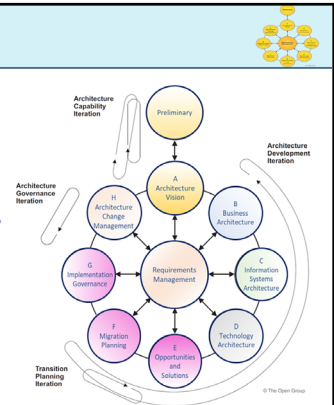 Architecture
Capability
Iteration
Preliminary
Architecture
Development
Iteration
A
Architecture
Vision
Architecture
Governance
Iteration
H
Architecture
Change
Management
B
Business
Architecture
G
Implementation
Governance
Requirements
Management
C
Information
Systems
Architecture
F
Migration
Planning
D
Technology
Architecture
E
Opportunities
and
Solutions
Transition
Planning
Iteration
© The Open Group